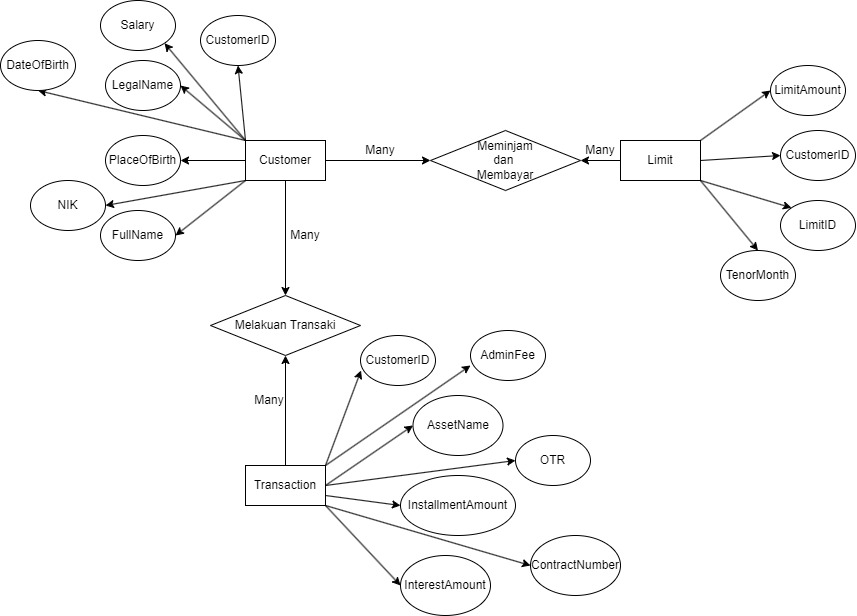 Salary
CustomerID
DateOfBirth
LegalName
LimitAmount
PlaceOfBirth
Customer
Many
Meminjam
dan
Membayar
Many
Limit
CustomerID
NIK
FullName
Many
LimitID
TenorMonth
Melakuan Transaki
CustomerID
AdminFee
Many
AssetName
OTR
Transaction
InstallmentAmount
ContractNumber
InterestAmount